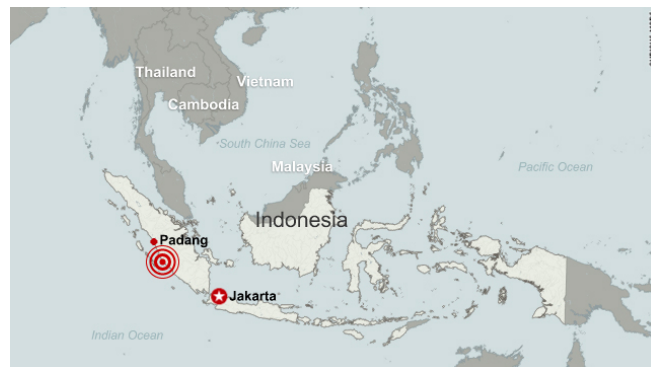 Thailand
Vietnam
Cambodia
South China Sea
Malaysia
Pacific Ocean
Indonesia
Padang
Jakarta
Indian Ocean